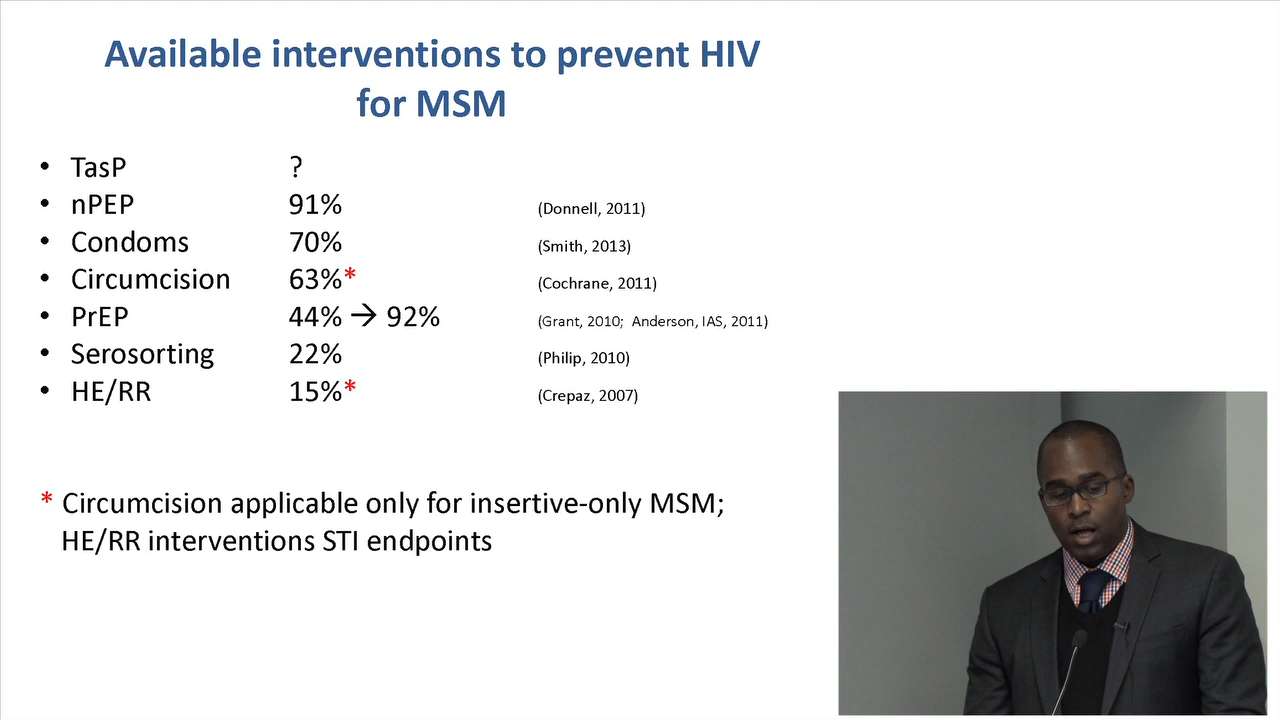 Available interventions to prevent HIV
for MSM
• TasP ?
• nPEP 91% (Donnell, 2011)
• Condoms 70% (Smith, 2013)
• Circumcision 63%* (Cochrane, 2011)
• PrEP 44% → 92% (Grant, 2010; Anderson, IAS, 2011)
• Serosorting 22% (Philip, 2010)
• HE/RR 15%* (Crepaz, 2007)
* Circumcision applicable only for insertive-only MSM;
HE/RR interventions STI endpoints